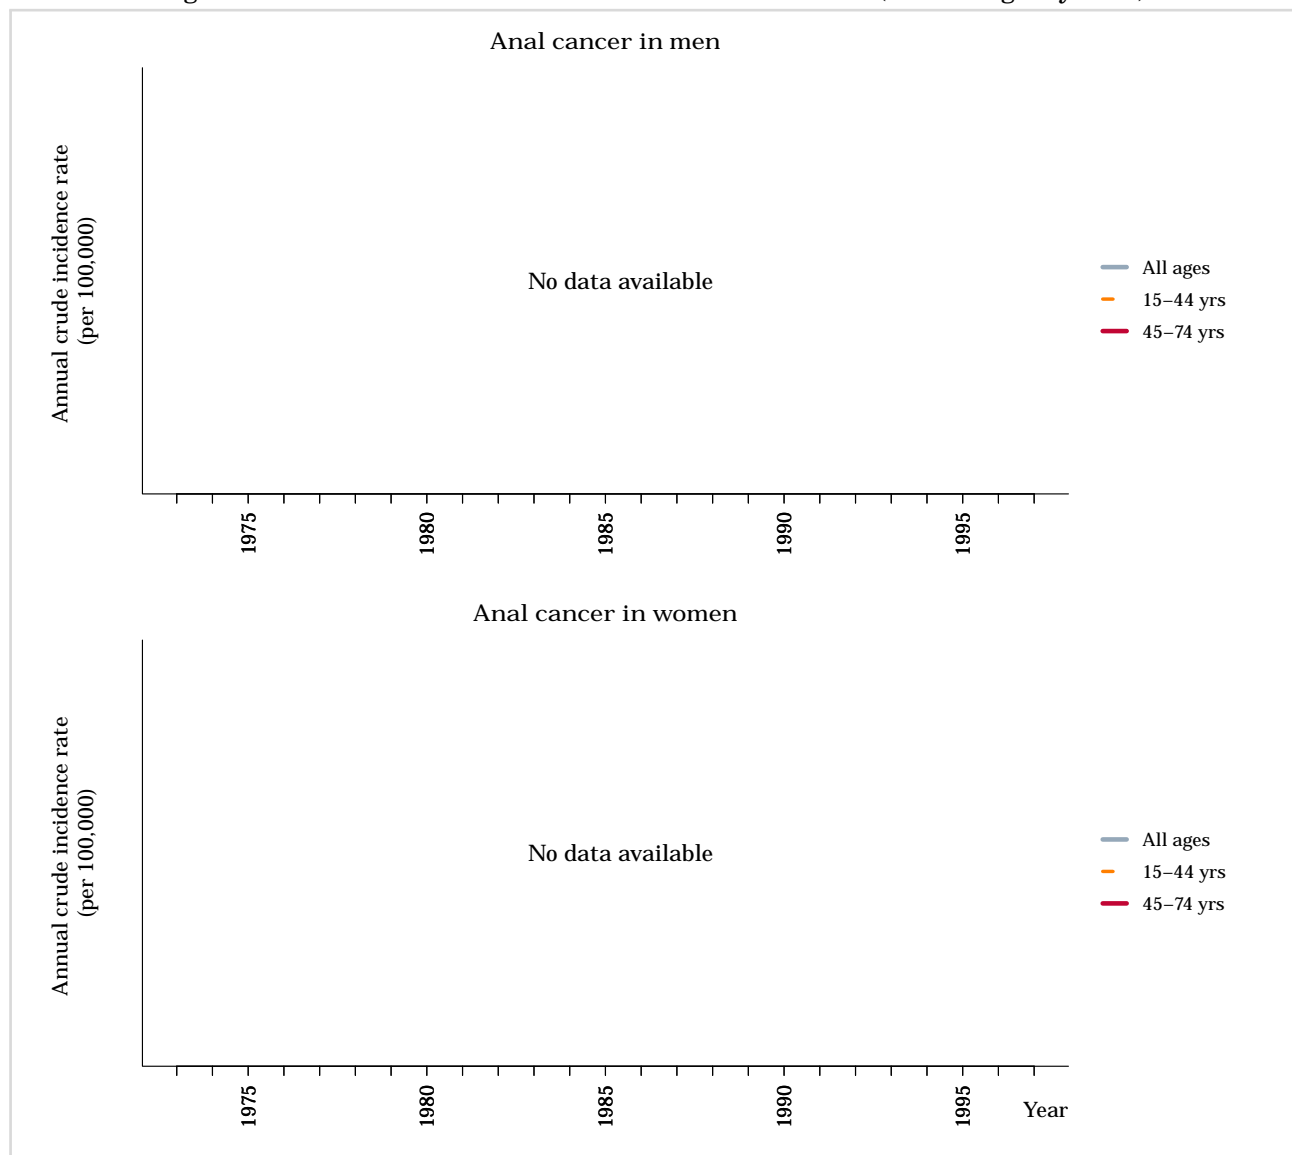 Anal cancer in men
Annual crude incidence rate
(per 100,000)
No data available
All ages
15–44 yrs
45–74 yrs
1975
1980
1985
1990
1995
Anal cancer in women
Annual crude incidence rate
(per 100,000)
No data available
All ages
15–44 yrs
45–74 yrs
1975
1980
1985
1990
1995
Year